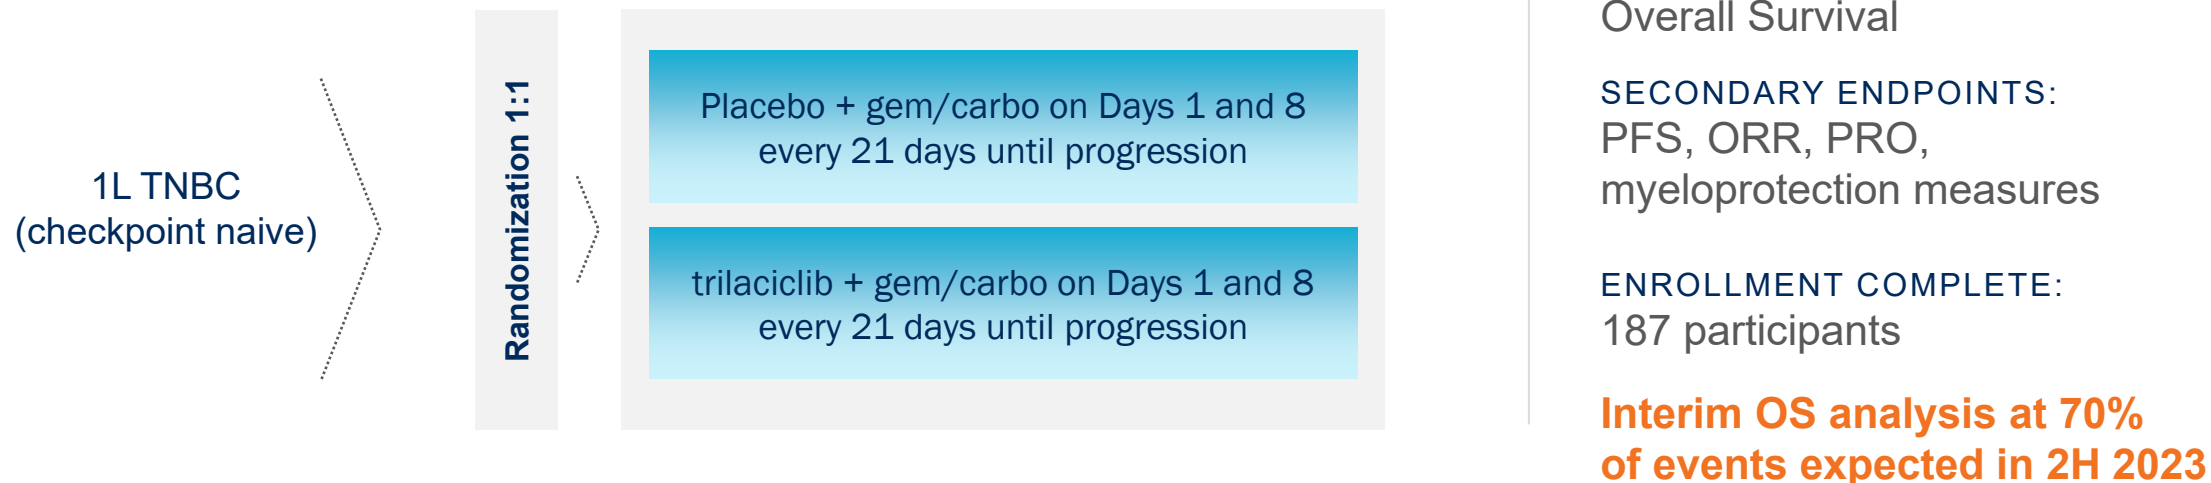 1L TNBC
(checkpoint naive)
Randomization 1:1
Placebo + gem/carbo on Days 1 and 8
every 21 days until progression
trilaciclib + gem/carbo on Days 1 and 8
every 21 days until progression
Overall Survival
SECONDARY ENDPOINTS:
PFS, ORR, PRO,
myeloprotection measures
ENROLLMENT COMPLETE:
187 participants
Interim OS analysis at 70%
of events expected in 2H 2023